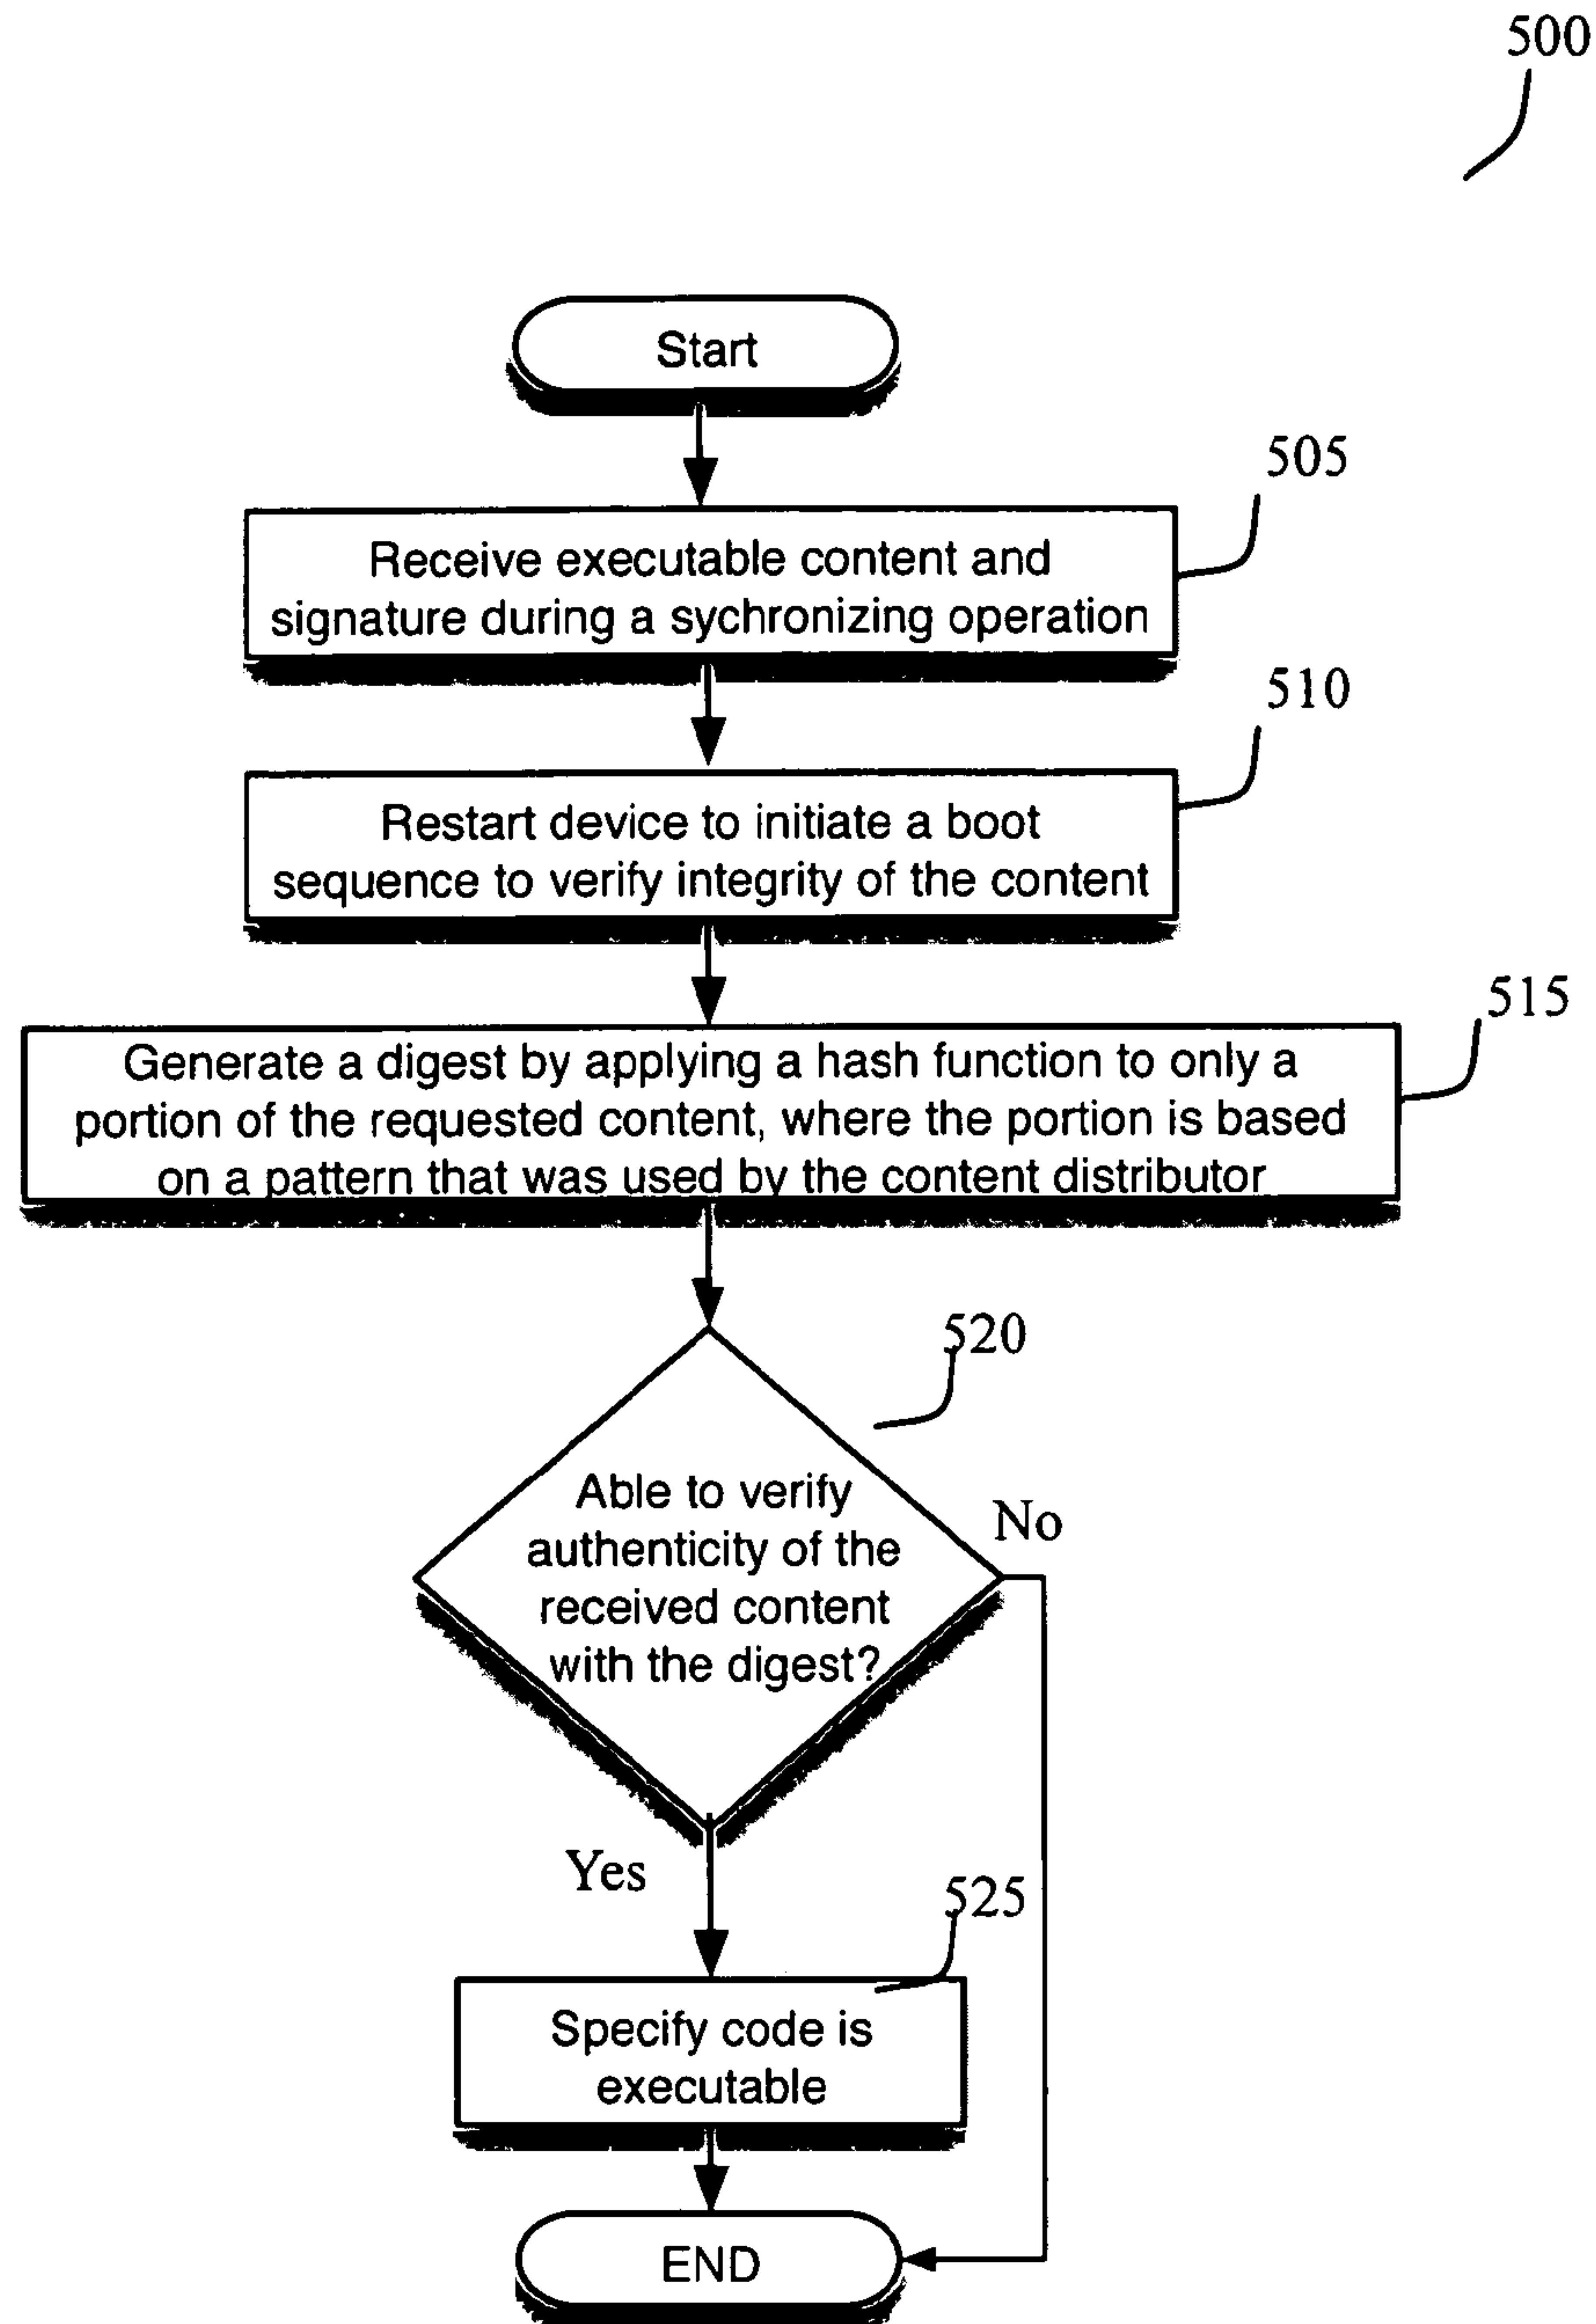 500
Start
505
Receive executable content and
signature during a sychronizing operation
510
Restart device to initiate a boot
sequence to verify integrity of the content
515
Generate a digest by applying a hash function to only a
portion of the requested content, where the portion is based
on a pattern that was used by the content distributor
520
Able to verify
authenticity of the
received content
with the digest?
No
Yes
525
Specify code is
executable
END